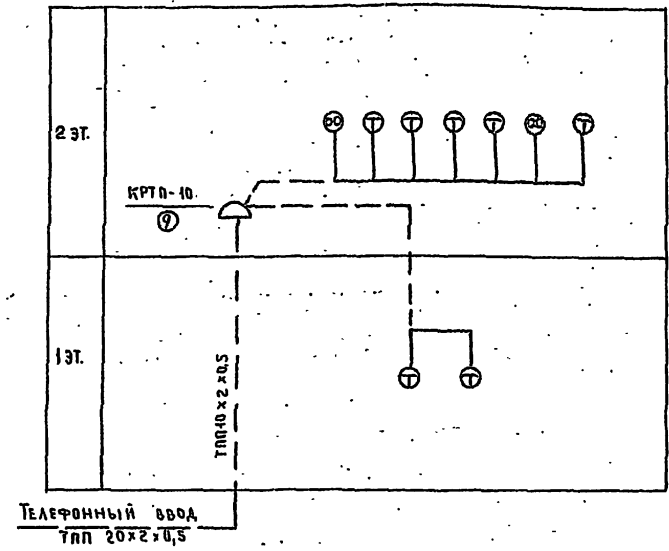 2 ЭТ.
Т Т Т Т Т
КРТП-10
9
1 ЭТ.
ТПП 10×2×0,5
Т Т
ТЕЛЕФОННЫЙ ВВОД
ТПП 20×2×0,5